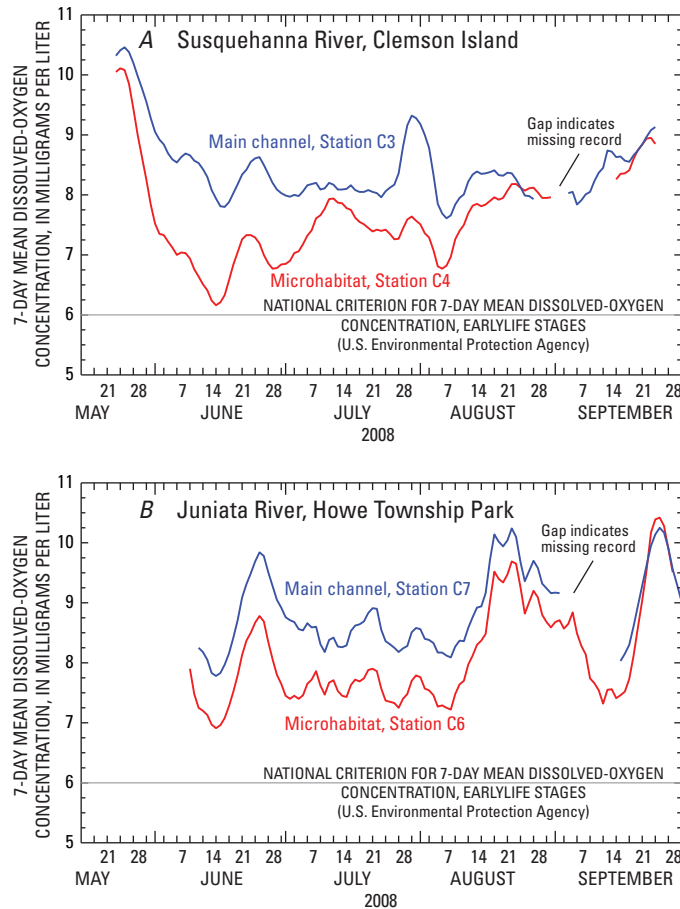 11
10
9
8
7
6
5
7-DAY MEAN DISSOLVED-OXYGEN
CONCENTRATION, IN MILLIGRAMS PER LITER
A Susquehanna River, Clemson Island
Main channel, Station C3
Gap indicates
missing record
Microhabitat, Station C4
NATIONAL CRITERION FOR 7-DAY MEAN DISSOLVED-OXYGEN
CONCENTRATION, EARLYLIFE STAGES
(U.S. Environmental Protection Agency)
21 28 7 14 21 28 7 14 21 28 7 14 21 28 7 14 21 28
MAY JUNE JULY AUGUST SEPTEMBER
2008
11
10
9
8
7
6
5
7-DAY MEAN DISSOLVED-OXYGEN
CONCENTRATION, IN MILLIGRAMS PER LITER
B Juniata River, Howe Township Park
Main channel, Station C7
Gap indicates
missing record
Microhabitat, Station C6
NATIONAL CRITERION FOR 7-DAY MEAN DISSOLVED-OXYGEN
CONCENTRATION, EARLYLIFE STAGES
(U.S. Environmental Protection Agency)
21 28 7 14 21 28 7 14 21 28 7 14 21 28 7 14 21 28
MAY JUNE JULY AUGUST SEPTEMBER
2008